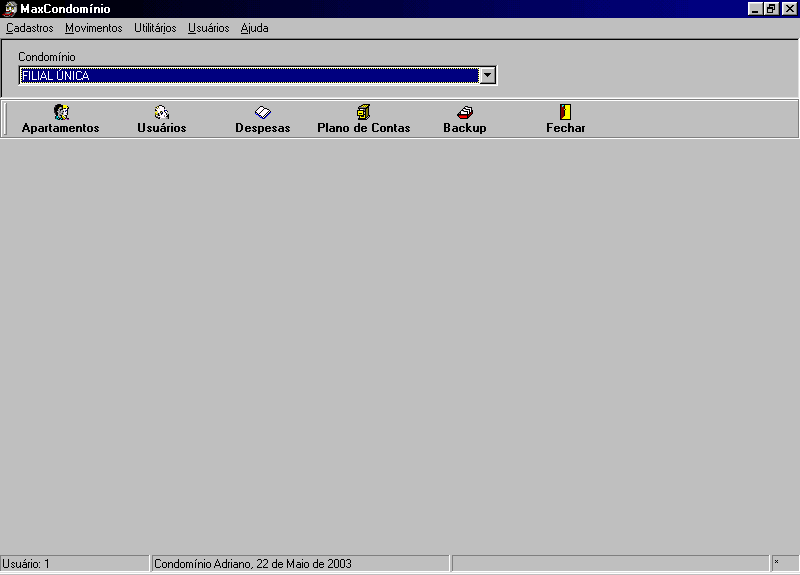 MaxCondomínio
Cadastros Movimentos Utilitários Usuários Ajuda
Condomínio
FILIAL ÚNICA
Apartamentos Usuários Despesas Plano de Contas Backup Fechar
Usuário: 1 Condomínio Adriano, 22 de Maio de 2003 *